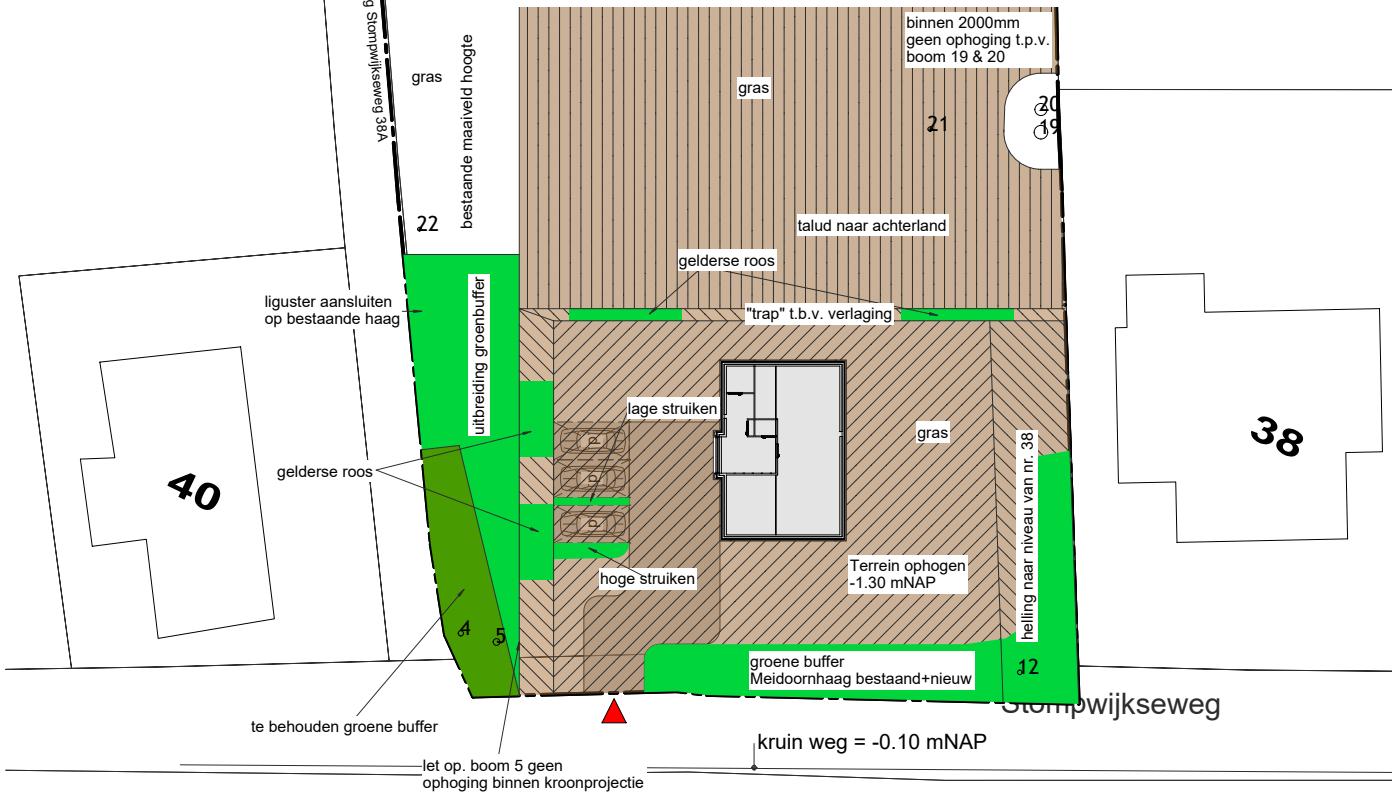 g Stompwijkseweg 38A
gras
bestaande maaiveld hoogte
22
binnen 2000mm
geen ophoging t.p.v.
boom 19 & 20
gras
20
19
21
talud naar achterland
gelderse roos
"trap" t.b.v. verlaging
liguster aansluiten
op bestaande haag
uitbreiding groenbuffer
lage struiken
gras
38
40
gelderse roos
P
P
P
helling naar niveau van nr. 38
Terrein ophogen
-1.30 mNAP
hoge struiken
4
5
12
groene buffer
Meidoornhaag bestaand+nieuw
Stompwijkseweg
te behouden groene buffer
kruin weg = -0.10 mNAP
let op. boom 5 geen
ophoging binnen kroonprojectie